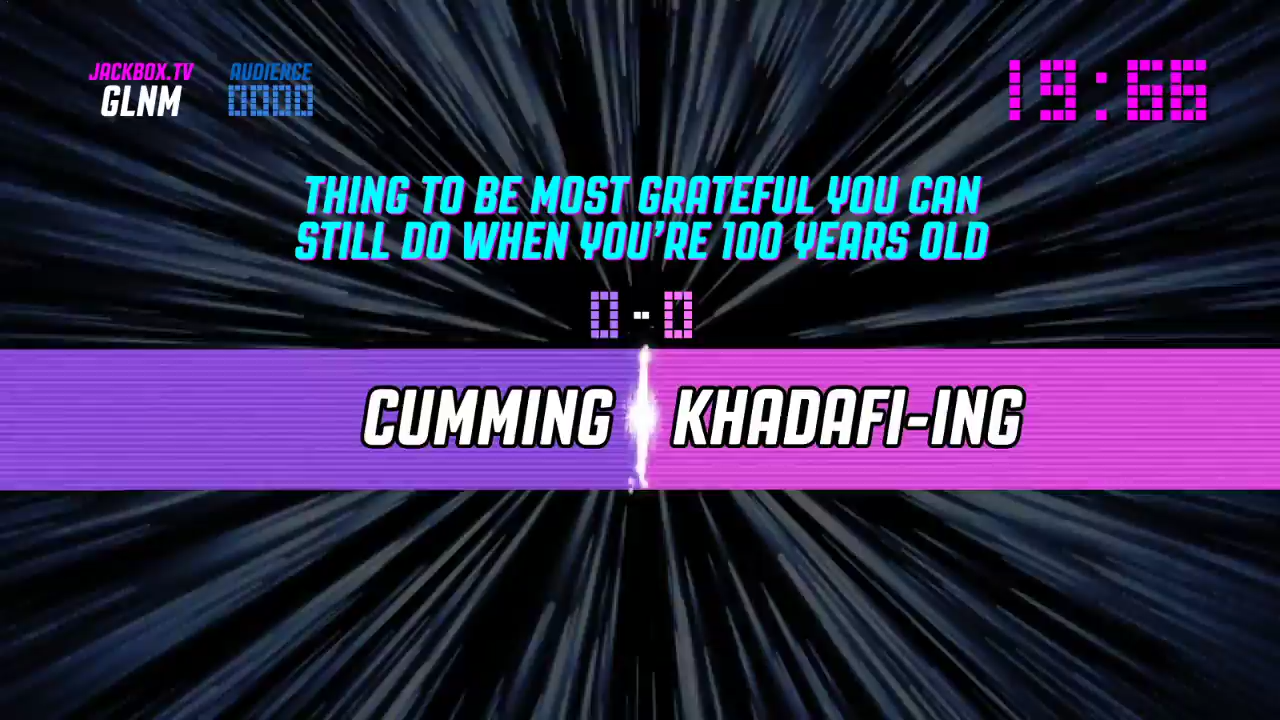 JACKBOX.TV
GLNM
AUDIENCE
0000
19:66
THING TO BE MOST GRATEFUL YOU CAN
STILL DO WHEN YOU'RE 100 YEARS OLD
0-0
CUMMING
KHADAFI-ING